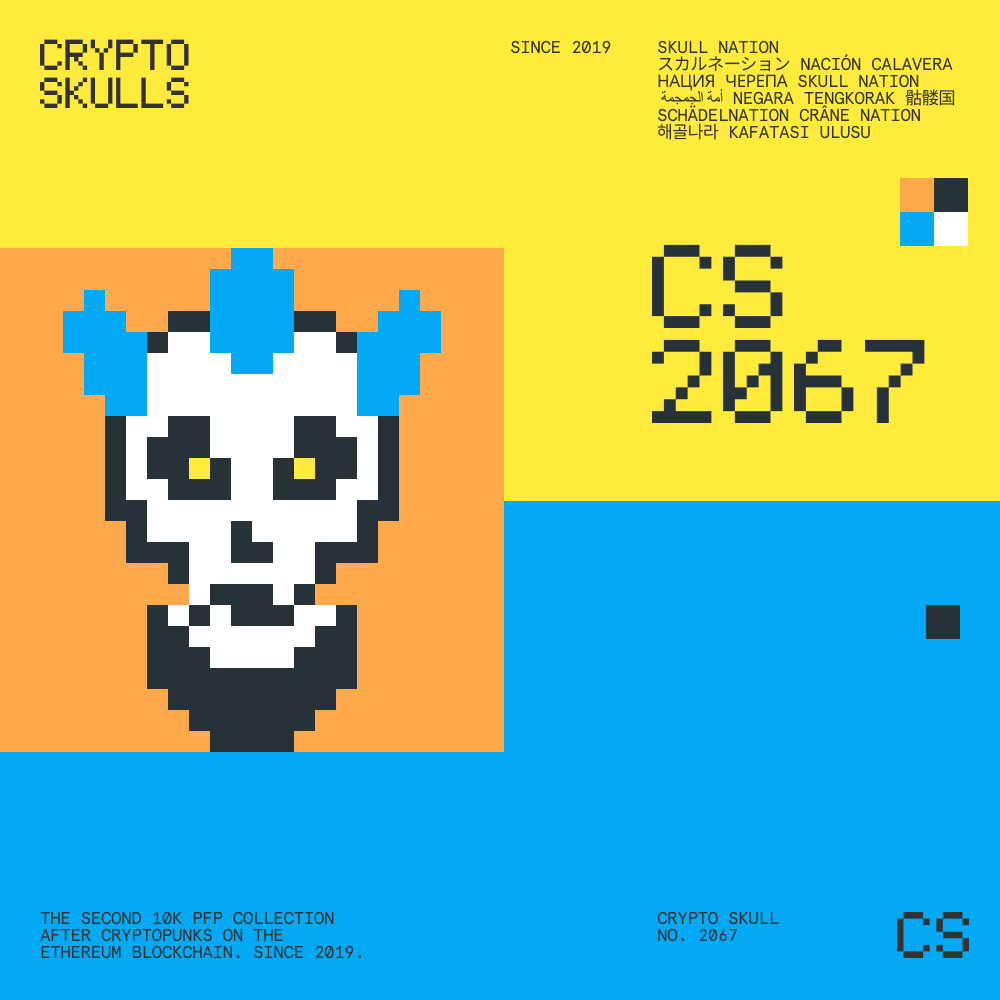 CRYPTO
SKULLS
SINCE 2019
SKULL NATION
スカルネーション NACIÓN CALAVERA
НАЦИЯ ЧЕРЕПА SKULL NATION
أمة الجمجمة NEGARA TENGKORAK 骷髅国
SCHÄDELNATION CRÂNE NATION
해골나라 KAFATASI ULUSU
CS
2067
THE SECOND 10K PFP COLLECTION
AFTER CRYPTOPUNKS ON THE
ETHEREUM BLOCKCHAIN. SINCE 2019.
CRYPTO SKULL
NO. 2067
CS